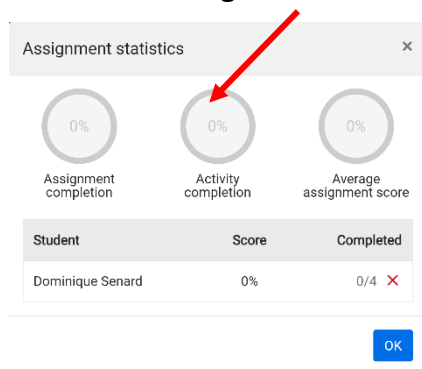 Assignment statistics ×
0% 0% 0%
Assignment completion Activity completion Average assignment score
Student Score Completed
Dominique Senard 0% 0/4 ✕
OK